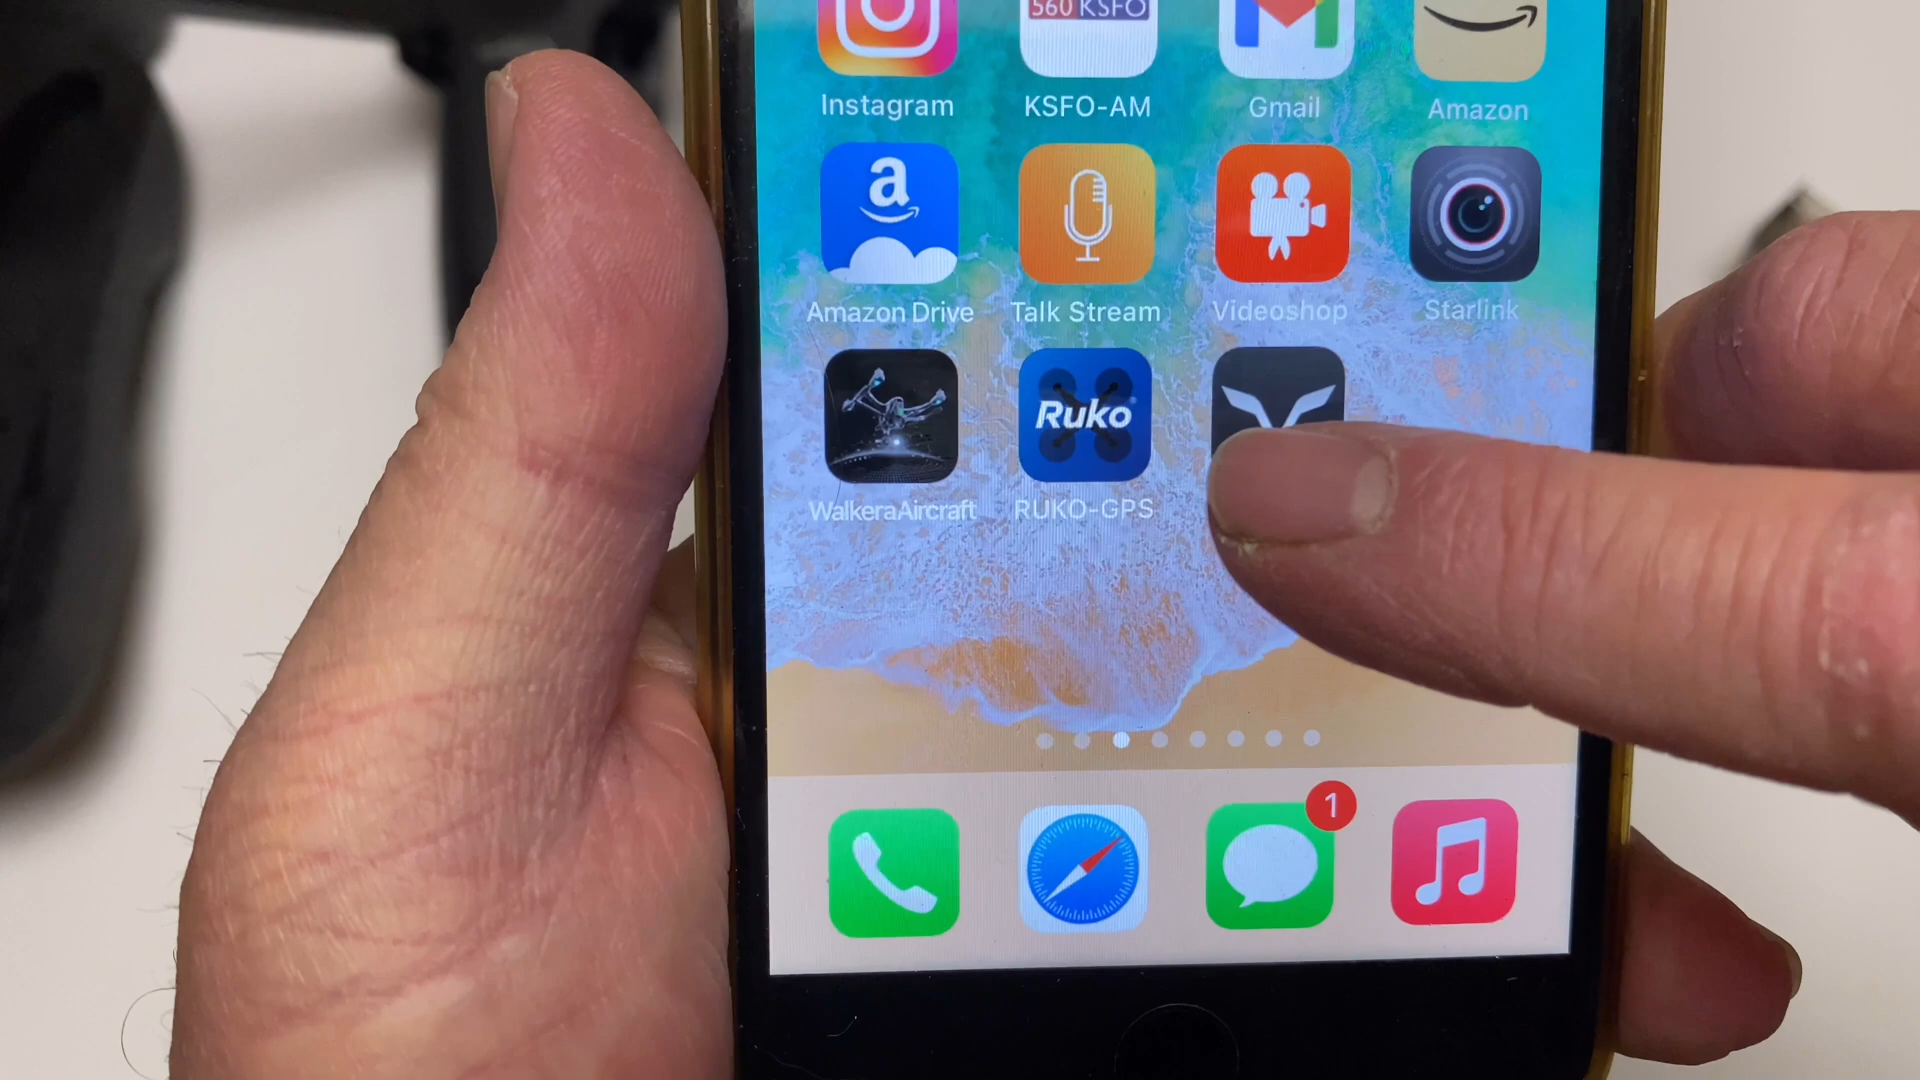 560 KSFO
Instagram
KSFO-AM
Gmail
Amazon
a
Amazon Drive
Talk Stream
Videoshop
Starlink
Ruko
WalkeraAircraft
RUKO-GPS
1